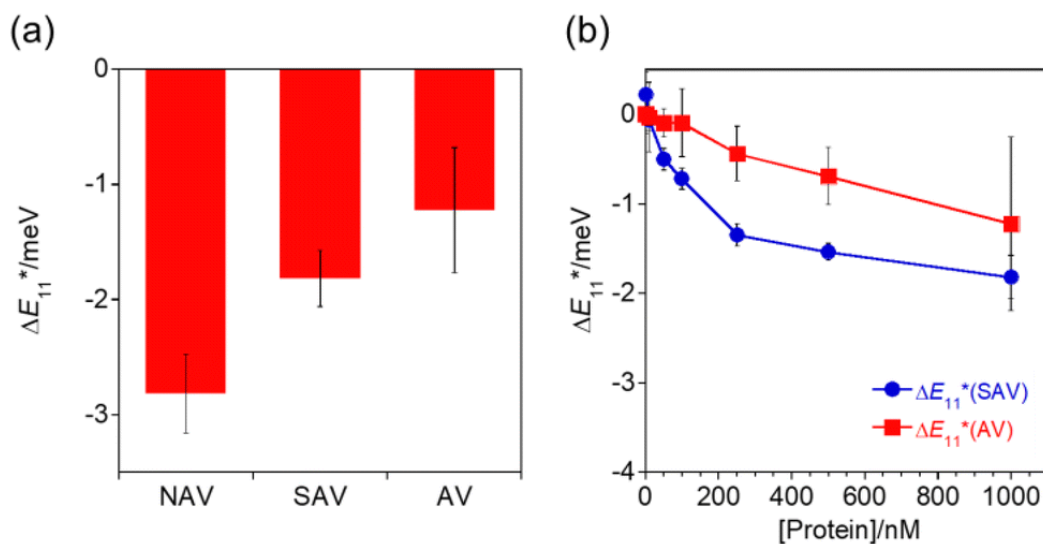 (a)
0
-1
-2
-3
ΔE₁₁*/meV
NAV SAV AV
(b)
0
-1
-2
-3
-4
ΔE₁₁*/meV
ΔE₁₁*(SAV)
ΔE₁₁*(AV)
0 200 400 600 800 1000
[Protein]/nM